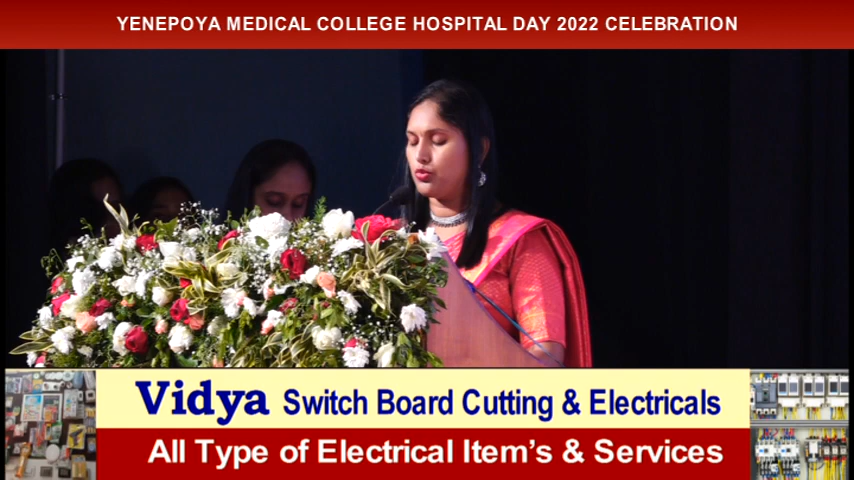 YENEPOYA MEDICAL COLLEGE HOSPITAL DAY 2022 CELEBRATION
Vidya Switch Board Cutting & Electricals
All Type of Electrical Item's & Services